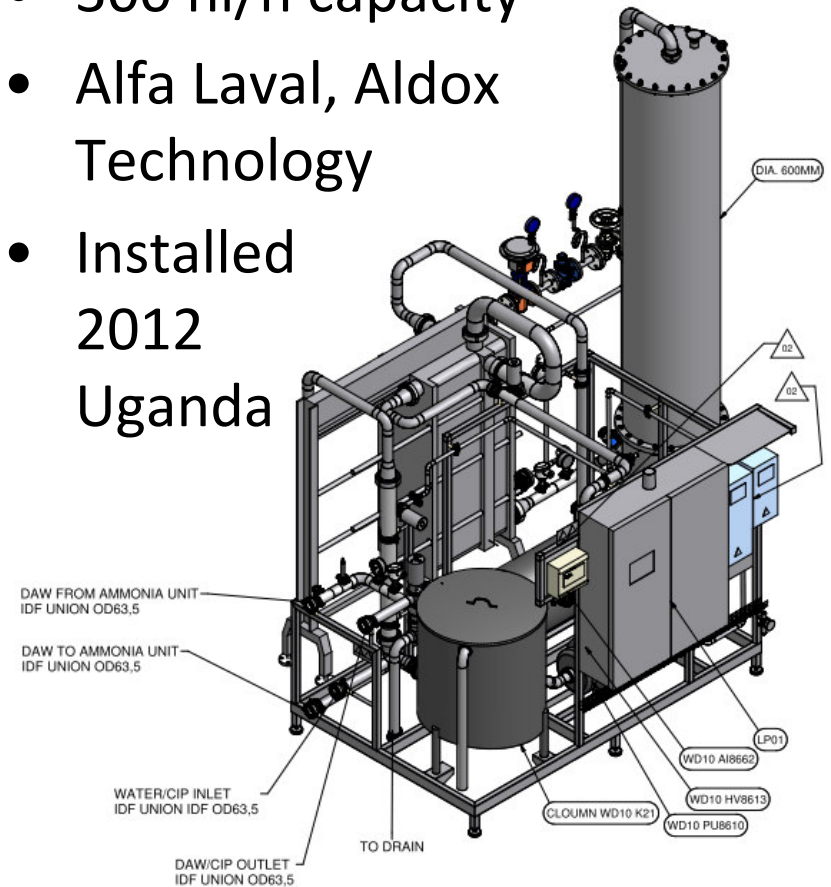 • Alfa Laval, Aldox
Technology
• Installed
2012
Uganda
DIA. 600MM
02
02
DAW FROM AMMONIA UNIT
IDF UNION OD63,5
DAW TO AMMONIA UNIT
IDF UNION OD63,5
WATER/CIP INLET
IDF UNION IDF OD63,5
DAW/CIP OUTLET
IDF UNION OD63,5
TO DRAIN
CLOUMN WD10 K21
LP01
WD10 AI8662
WD10 HV8613
WD10 PU8610